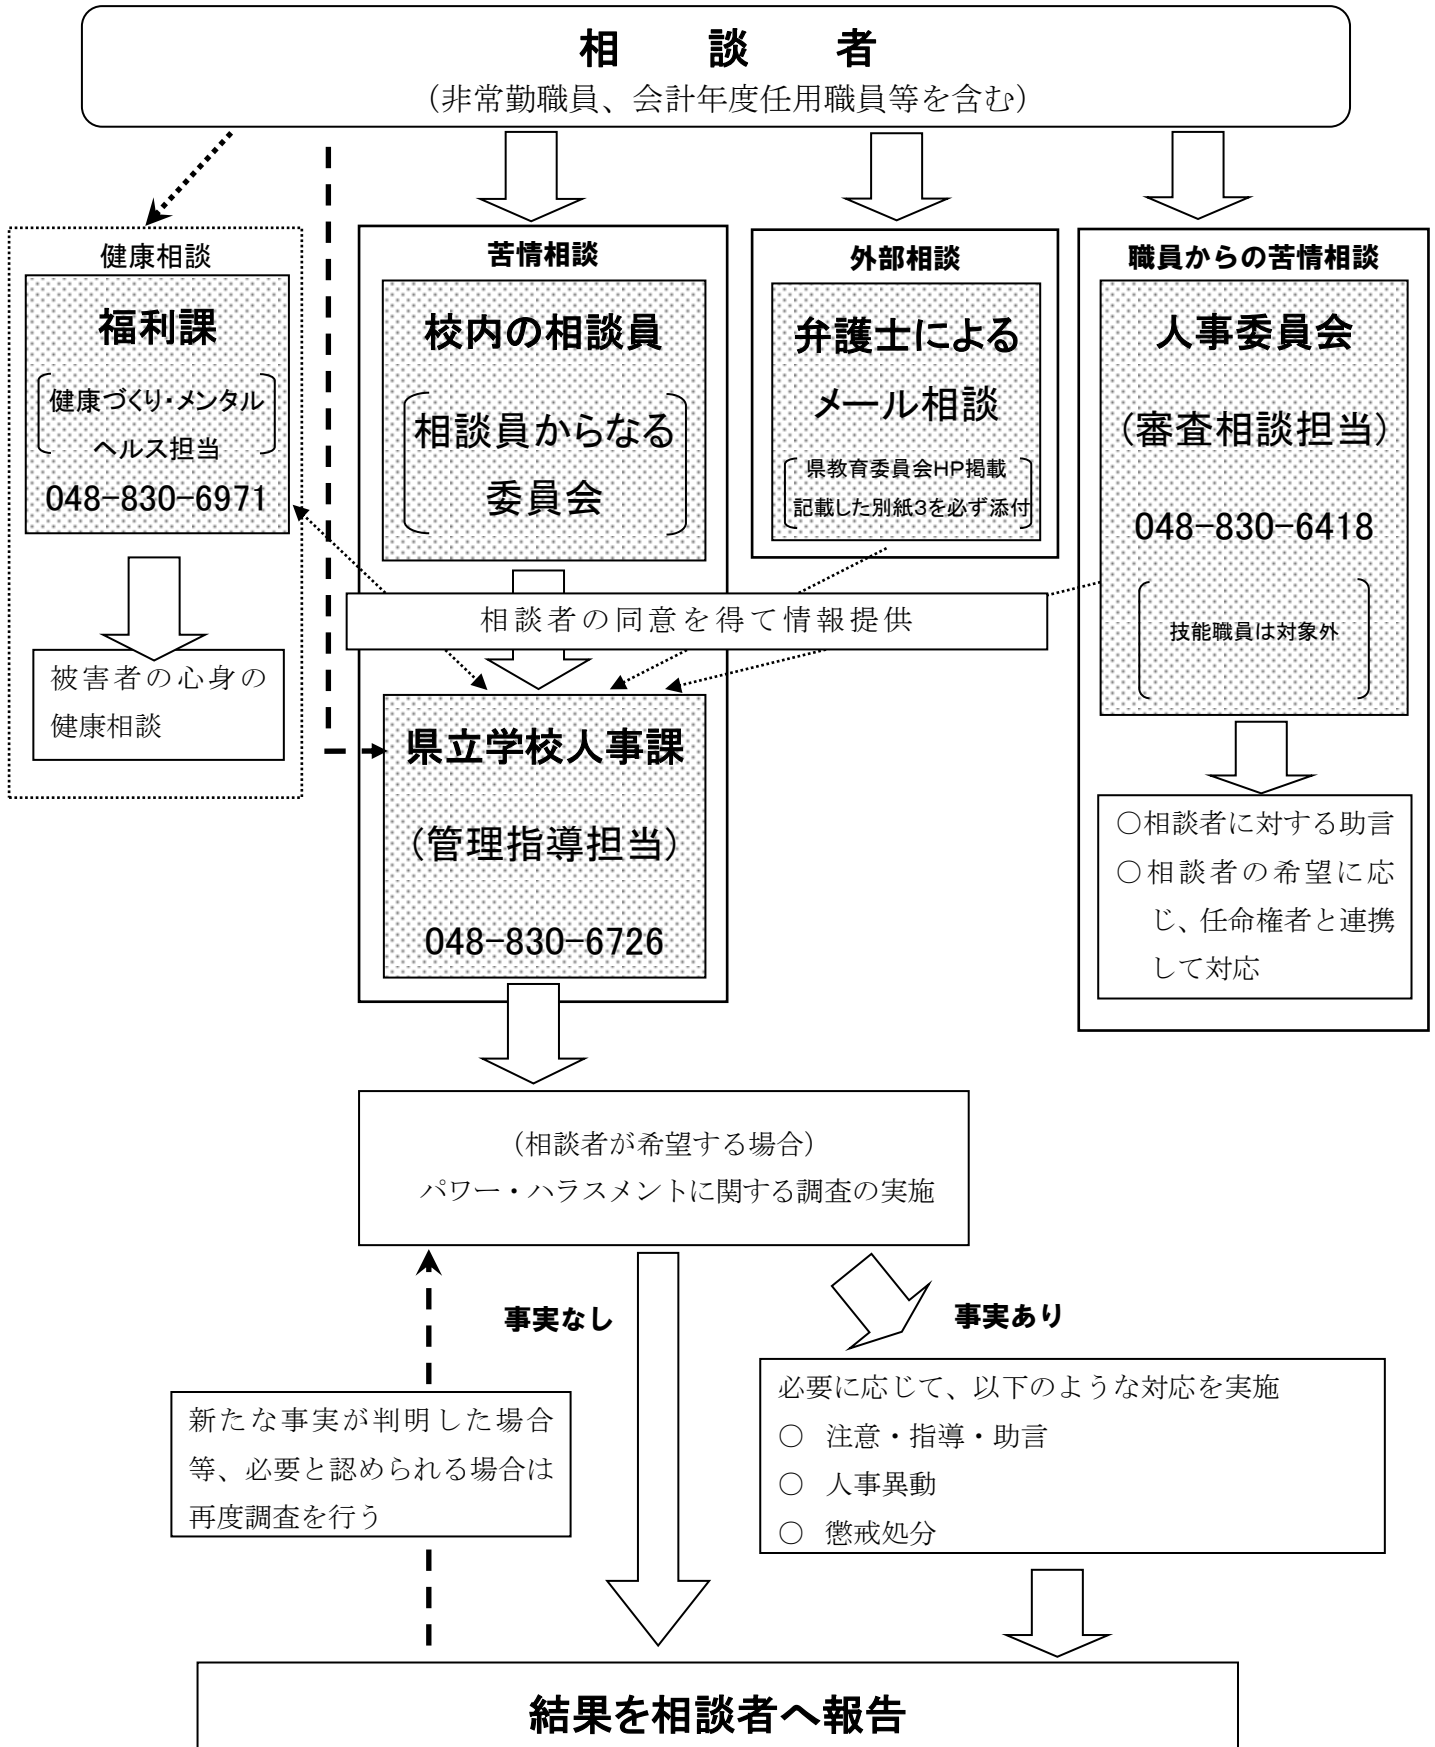 相　談　者
（非常勤職員、会計年度任用職員等を含む）
健康相談
福利課
健康づくり・メンタル
ヘルス担当
048-830-6971
被害者の心身の
健康相談
苦情相談
校内の相談員
相談員からなる
委員会
外部相談
弁護士による
メール相談
県教育委員会HP掲載
記載した別紙3を必ず添付
職員からの苦情相談
人事委員会
（審査相談担当）
048-830-6418
技能職員は対象外
○相談者に対する助言
○相談者の希望に応
じ、任命権者と連携
して対応
相談者の同意を得て情報提供
県立学校人事課
（管理指導担当）
048-830-6726
（相談者が希望する場合）
パワー・ハラスメントに関する調査の実施
事実なし
事実あり
新たな事実が判明した場合
等、必要と認められる場合は
再度調査を行う
必要に応じて、以下のような対応を実施
○　注意・指導・助言
○　人事異動
○　懲戒処分
結果を相談者へ報告